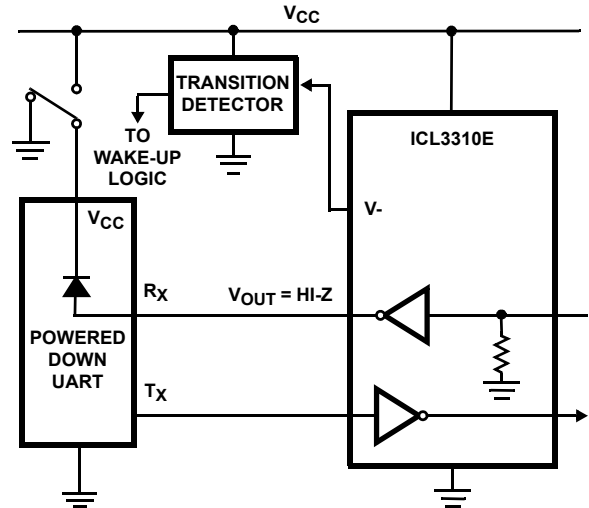 VCC
TRANSITION
DETECTOR
TO
WAKE-UP
LOGIC
ICL3310E
V-
VCC
RX
VOUT = HI-Z
POWERED
DOWN
UART
TX